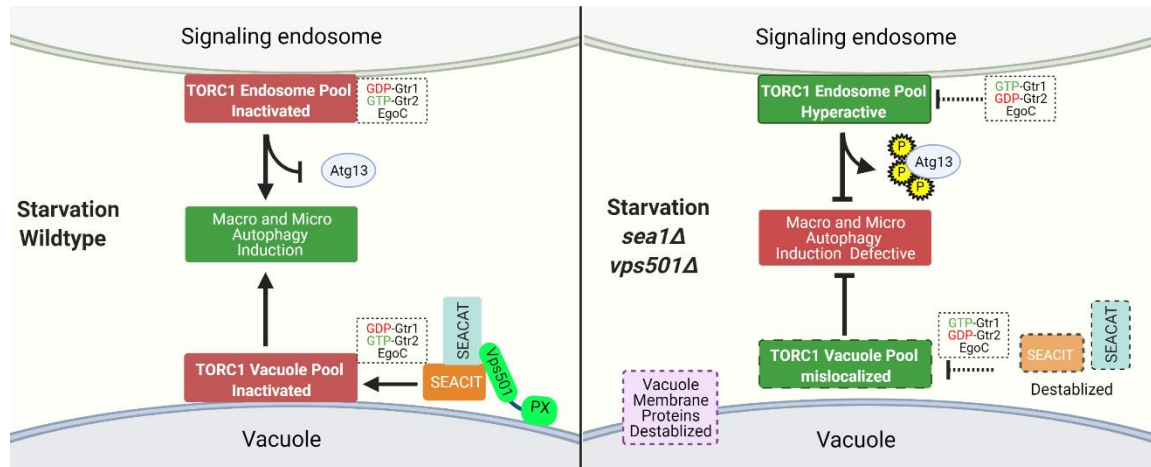 Signaling endosome
TORC1 Endosome Pool
Inactivated
GDP-Gtr1
GTP-Gtr2
EgoC
Atg13
Starvation
Wildtype
Macro and Micro
Autophagy
Induction
GDP-Gtr1
GTP-Gtr2
EgoC
SEACAT
Vps501
SEACIT
PX
TORC1 Vacuole Pool
Inactivated
Vacuole
Signaling endosome
TORC1 Endosome Pool
Hyperactive
GTP-Gtr1
GDP-Gtr2
EgoC
P
Atg13
P
P
Starvation
sea1Δ
vps501Δ
Macro and Micro
Autophagy
Induction Defective
GTP-Gtr1
GDP-Gtr2
EgoC
SEACAT
SEACIT
Destablized
TORC1 Vacuole Pool
mislocalized
Vacuole
Membrane
Proteins
Destablized
Vacuole